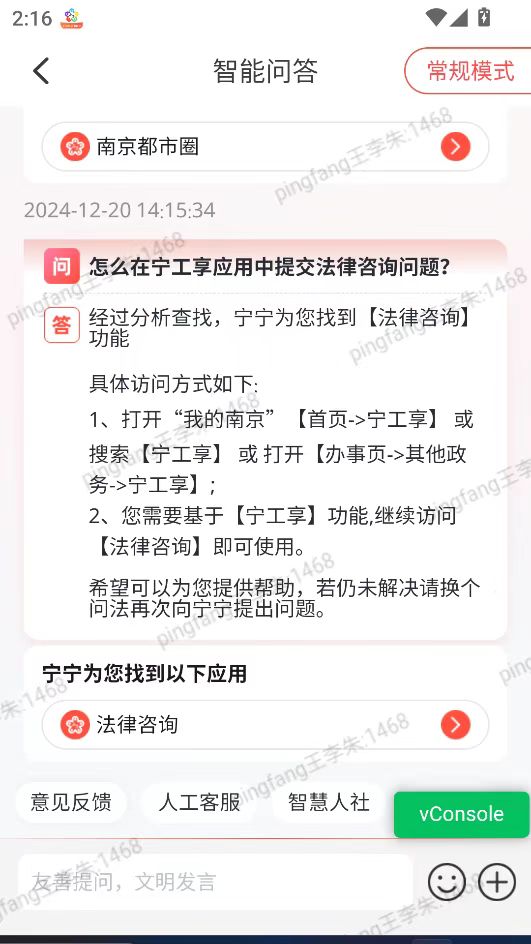 2:16
智能问答
常规模式
南京都市圈
2024-12-20 14:15:34
问 怎么在宁工享应用中提交法律咨询问题？
答 经过分析查找，宁宁为您找到【法律咨询】
功能
具体访问方式如下:
1、打开“我的南京”【首页->宁工享】 或
搜索【宁工享】 或 打开【办事页->其他政
务->宁工享】;
2、您需要基于【宁工享】功能,继续访问
【法律咨询】即可使用。
希望可以为您提供帮助，若仍未解决请换个
问法再次向宁宁提出问题。
宁宁为您找到以下应用
法律咨询
意见反馈 人工客服 智慧人社
vConsole
友善提问，文明发言
pingfang王李朱:1468